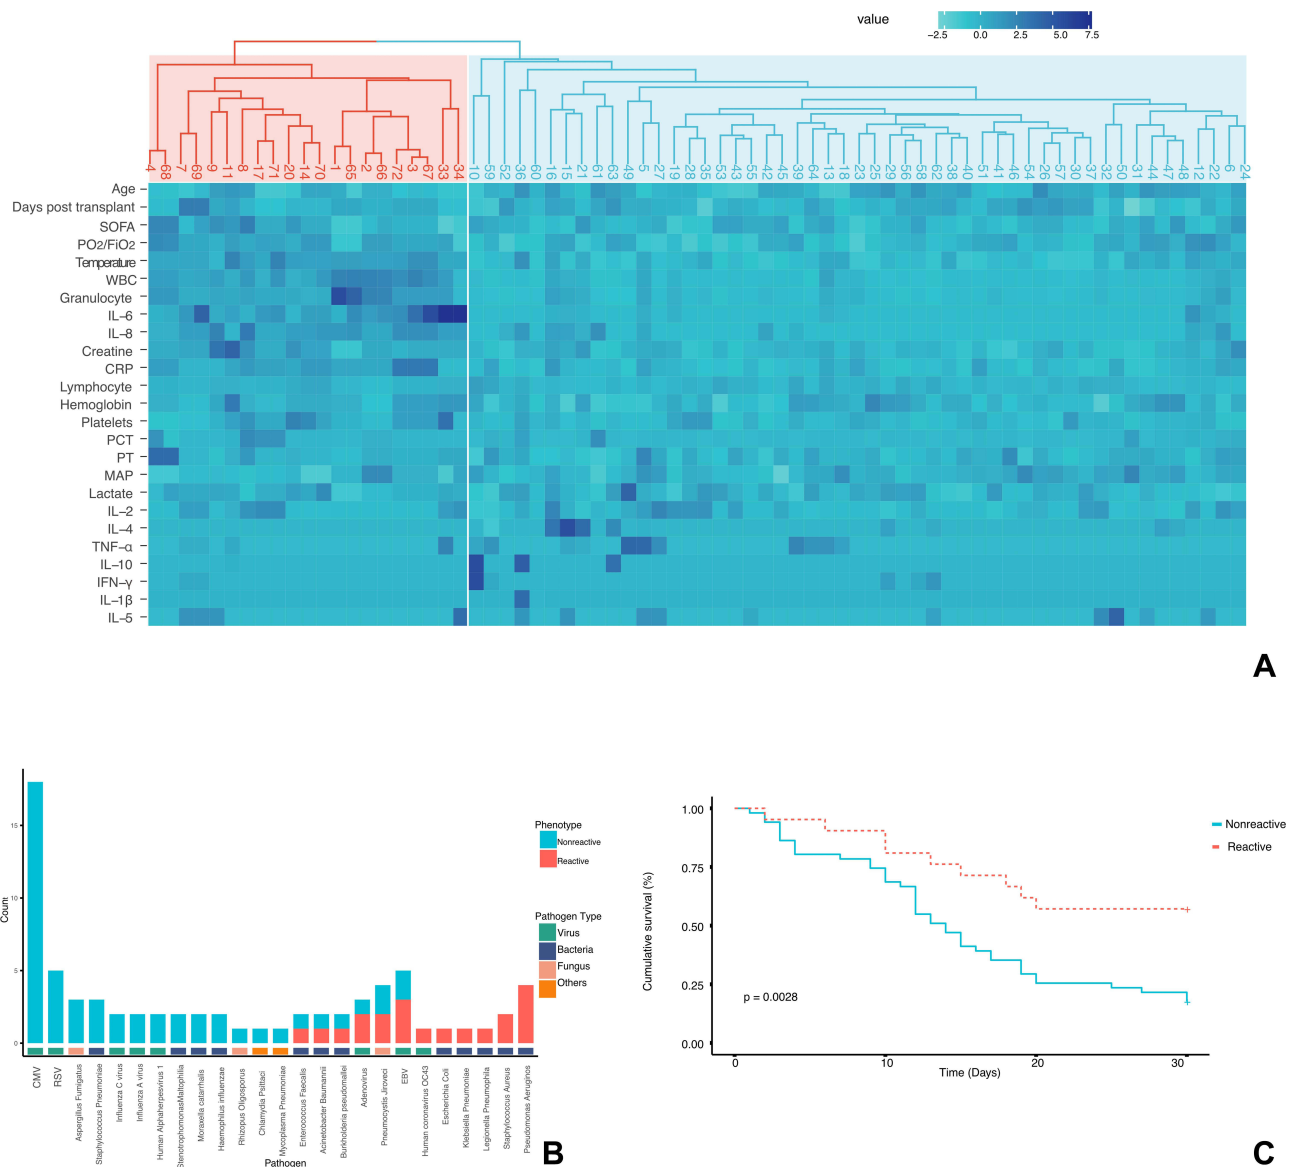 value
−2.5 0.0 2.5 5.0 7.5
4 68 7 69 9 11 8 17 71 20 14 70 1 65 2 66 72 3 67 33 34 10 59 52 36 60 16 15 21 61 63 49 5 27 19 28 35 53 43 55 42 45 39 64 13 18 23 25 29 56 58 62 38 40 51 41 46 54 26 57 30 37 32 50 31 44 47 48 12 22 6 24
Age
Days post transplant
SOFA
PO2/FiO2
Temperature
WBC
Granulocyte
IL−6
IL−8
Creatine
CRP
Lymphocyte
Hemoglobin
Platelets
PCT
PT
MAP
Lactate
IL−2
IL−4
TNF−α
IL−10
IFN−γ
IL−1β
IL−5
A
Count
15
10
5
0
CMV
RSV
Aspergillus Fumigatus
Staphylococcus Pneumoniae
Influenza C virus
Influenza A virus
Human Alphaherpesvirus 1
StenotrophomonasMaltophilia
Moraxella catarrhalis
Haemophilus influenzae
Rhizopus Oligosporus
Chlamydia Psittaci
Mycoplasma Pneumoniae
Enterococcus Faecalis
Acinetobacter Baumannii
Burkholderia pseudomallei
Adenovirus
Pneumocystis Jiroveci
EBV
Human coronavirus OC43
Escherichia Coli
Klebsiella Pneumoniae
Legionella Pneumophila
Staphylococcus Aureus
Pseudomonas Aeruginos
Pathogen
Phenotype
Nonreactive
Reactive
Pathogen Type
Virus
Bacteria
Fungus
Others
B
Cumulative survival (%)
1.00
0.75
0.50
0.25
0.00
p = 0.0028
0 10 20 30
Time (Days)
Nonreactive
Reactive
C